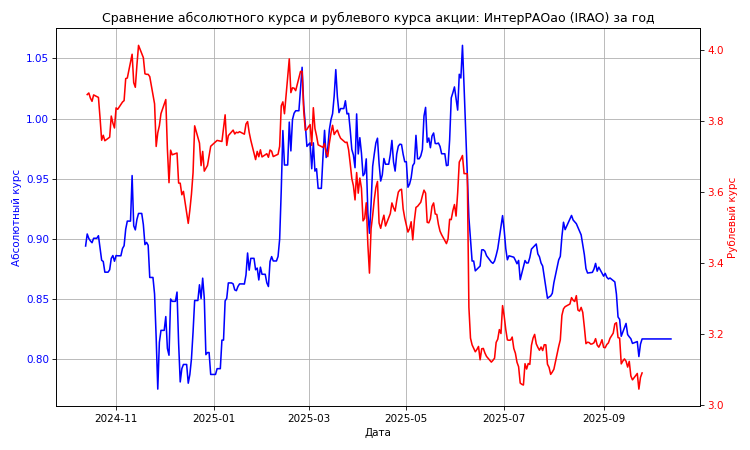 Сравнение абсолютного курса и рублевого курса акции: ИнтерРАОао (IRAO) за год
1.05
1.00
0.95
0.90
0.85
0.80
Абсолютный курс
4.0
3.8
3.6
3.4
3.2
3.0
Рублевый курс
2024-11 2025-01 2025-03 2025-05 2025-07 2025-09
Дата